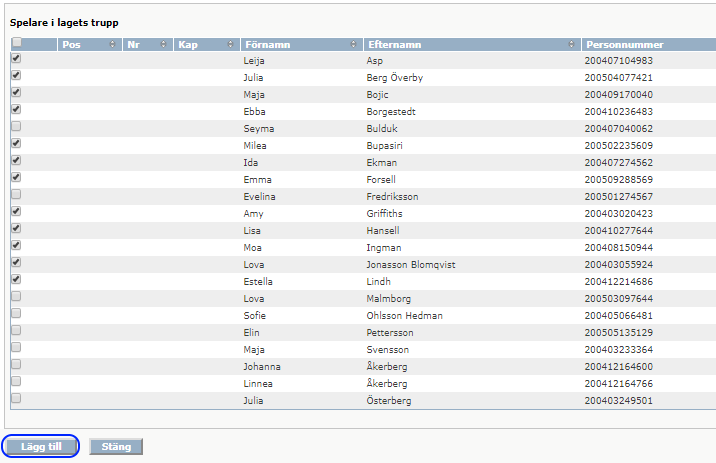 Spelare i lagets trupp
Pos Nr Kap Förnamn Efternamn Personnummer
Leija Asp 200407104983
Julia Berg Överby 200504077421
Maja Bojic 200409170040
Ebba Borgestedt 200410236483
Seyma Bulduk 200407040062
Milea Bupasiri 200502235609
Ida Ekman 200407274562
Emma Forsell 200509288569
Evelina Fredriksson 200501274567
Amy Griffiths 200403020423
Lisa Hansell 200410277644
Moa Ingman 200408150944
Lova Jonasson Blomqvist 200403055924
Estella Lindh 200412214686
Lova Malmborg 200503097644
Sofie Ohlsson Hedman 200405066481
Elin Pettersson 200505135129
Maja Svensson 200403233364
Johanna Åkerberg 200412164600
Linnea Åkerberg 200412164766
Julia Österberg 200403249501
Lägg till Stäng